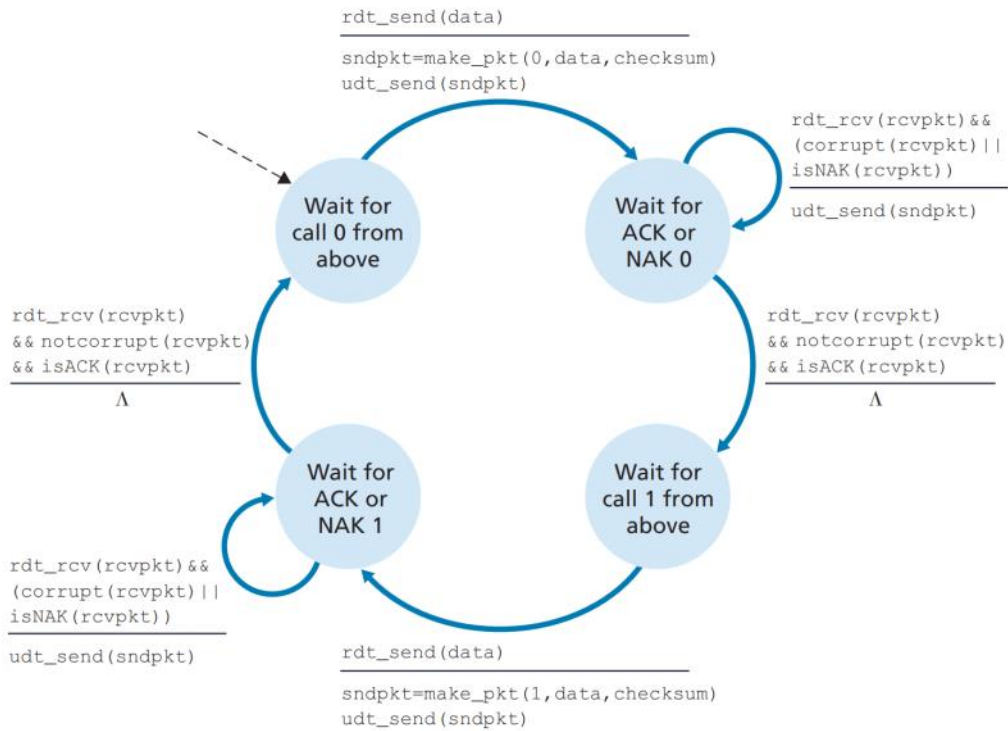 rdt_send(data)
sndpkt=make_pkt(0,data,checksum)
udt_send(sndpkt)
rdt_rcv(rcvpkt)&&
(corrupt(rcvpkt)||
isNAK(rcvpkt))
udt_send(sndpkt)
Wait for
call 0 from
above
Wait for
ACK or
NAK 0
rdt_rcv(rcvpkt)
&& notcorrupt(rcvpkt)
&& isACK(rcvpkt)
Λ
rdt_rcv(rcvpkt)
&& notcorrupt(rcvpkt)
&& isACK(rcvpkt)
Λ
Wait for
ACK or
NAK 1
Wait for
call 1 from
above
rdt_rcv(rcvpkt)&&
(corrupt(rcvpkt)||
isNAK(rcvpkt))
udt_send(sndpkt)
rdt_send(data)
sndpkt=make_pkt(1,data,checksum)
udt_send(sndpkt)